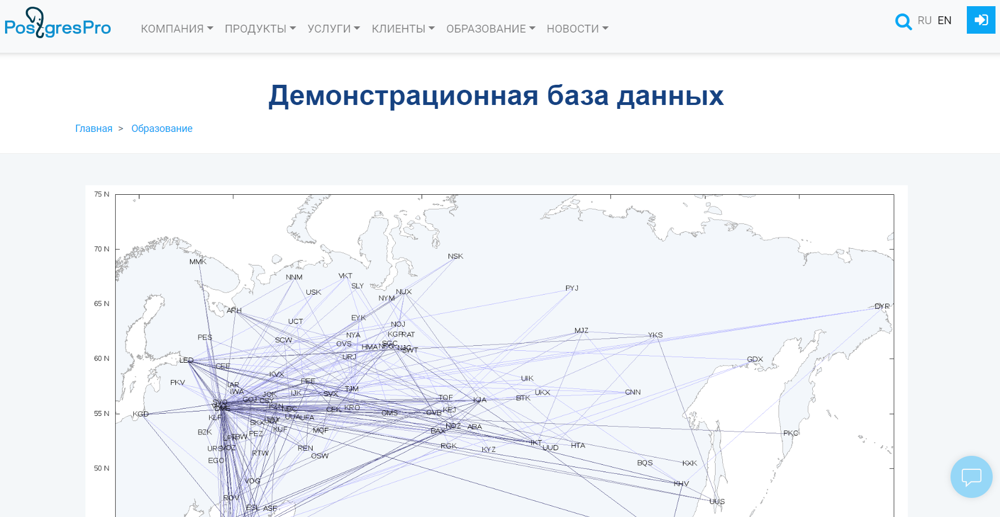 PostgresPro
КОМПАНИЯ ПРОДУКТЫ УСЛУГИ КЛИЕНТЫ ОБРАЗОВАНИЕ НОВОСТИ
RU EN
Демонстрационная база данных
Главная > Образование
75 N
70 N
NSK
MMK
NNM VKT
SLY
PYJ
USK NUX
NYM
65 N
DYR
ARH
EYK
UCT
NOJ
MJZ
NYA KGP RAT YKS
PES
SCW
OVS SGC
HMA NFG NJC
SWT
60 N
URJ
LED GDX
CEE
KVX
UIK
PEE
PKV
IAR
TJM
IWA IJK SVX UKX CNN
JOK
GOJ CSY TOF KJA BTK
SVO
KZN NBC CEK KRO KEJ
DME
55 N
KGD OMS OVB
KLF UUA UFA
SKX
NOZ ABA
KUF MQF BAX
BZK PEZ PKC
TBW
IKT
UUD HTA
RGK
URS VOZ REN KYZ
RTW
OSW
EGO BQS KXK
50 N
VOG KHV
ROV
UUS
ESL ASF